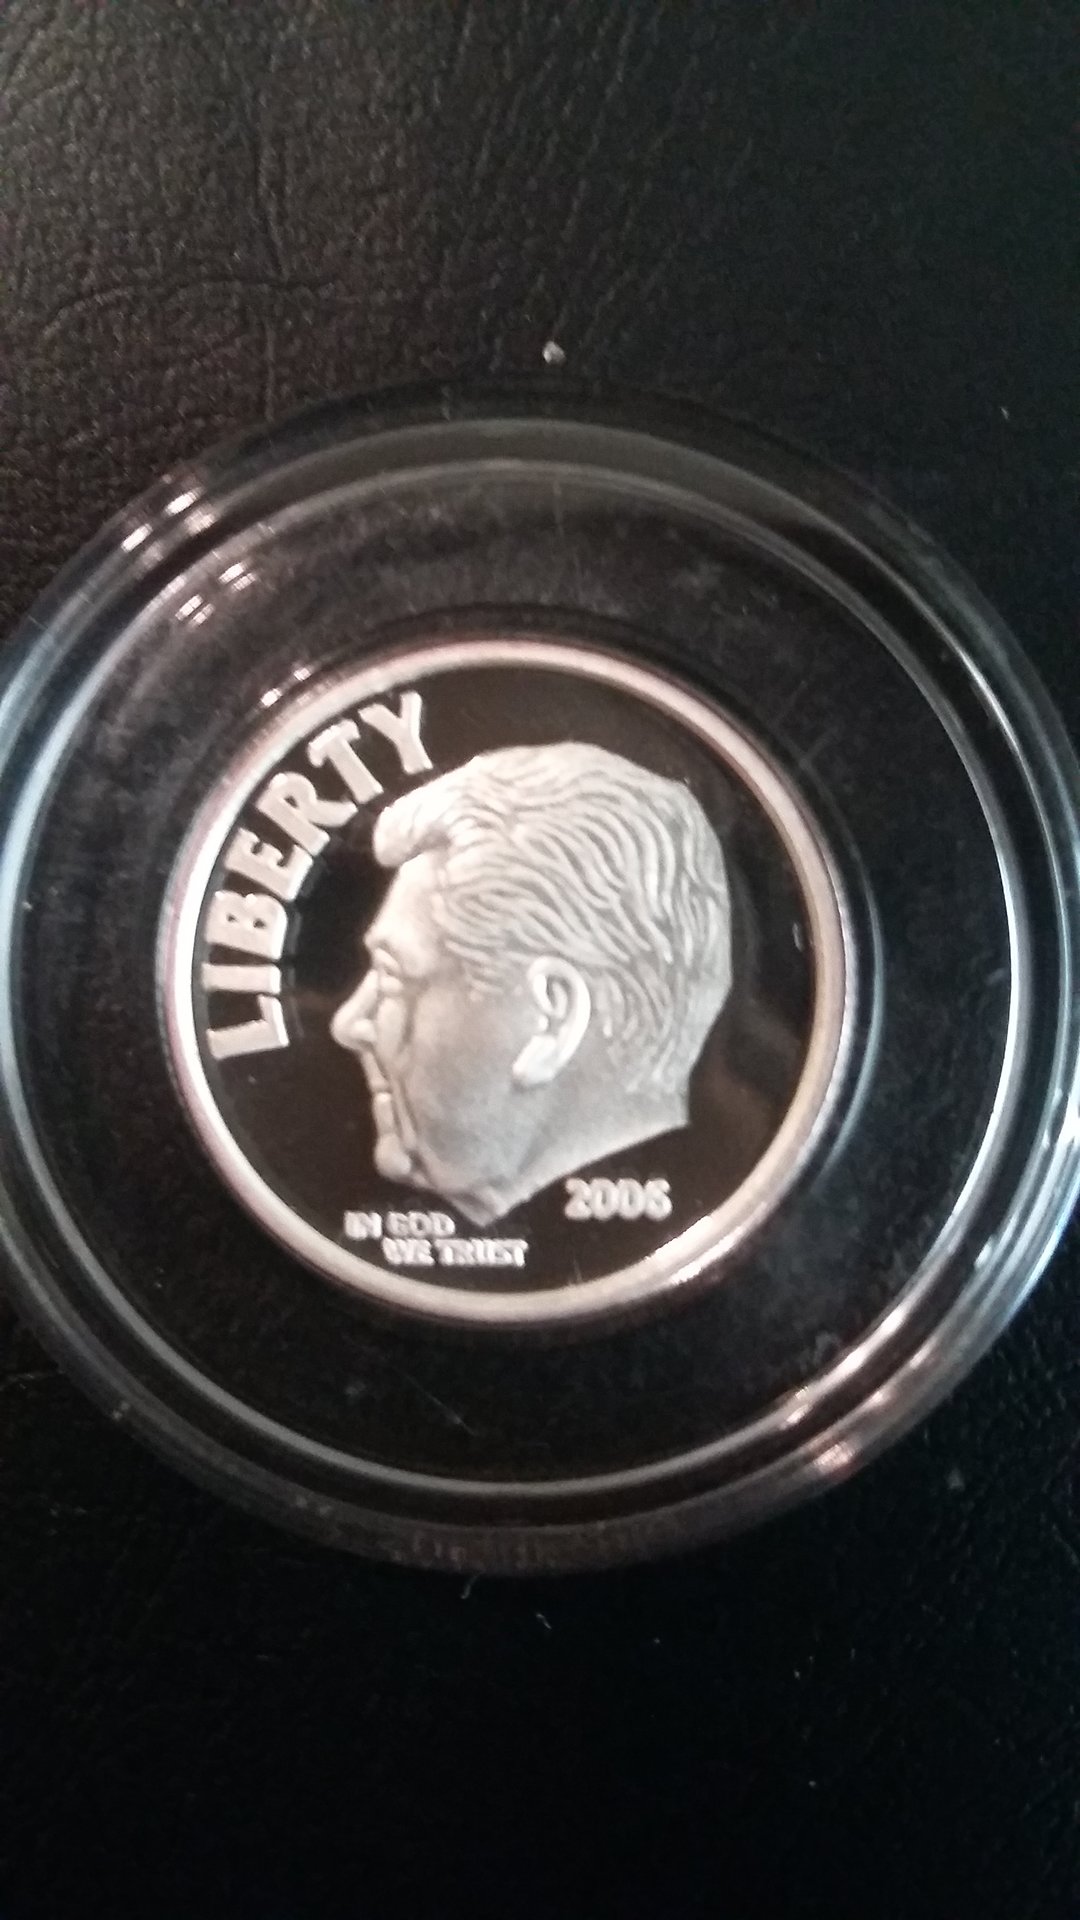 LIBERTY
IN GOD
WE TRUST
2006